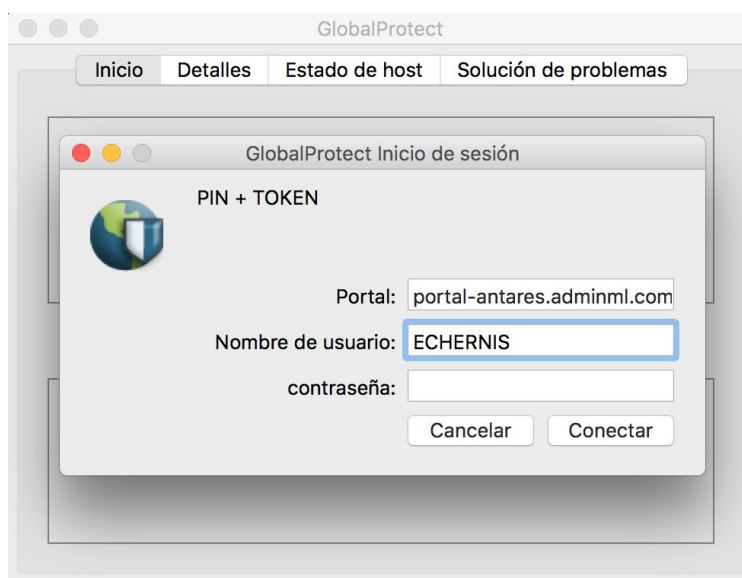 GlobalProtect
Inicio Detalles Estado de host Solución de problemas
GlobalProtect Inicio de sesión
PIN + TOKEN
Portal: portal-antares.adminml.com
Nombre de usuario: ECHERNIS
contraseña:
Cancelar Conectar